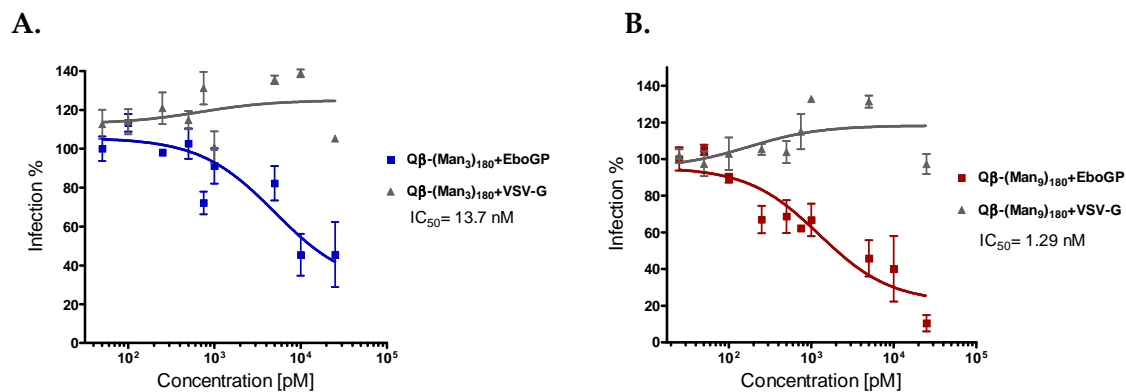 A.
140
120
100
80
60
40
20
0
Infection %
10²
10³
10⁴
10⁵
Concentration [pM]
Qβ-(Man₃)₁₈₀+EboGP
Qβ-(Man₃)₁₈₀+VSV-G
IC₅₀= 13.7 nM
B.
140
120
100
80
60
40
20
0
Infection %
10²
10³
10⁴
10⁵
Concentration [pM]
Qβ-(Man₉)₁₈₀+EboGP
Qβ-(Man₉)₁₈₀+VSV-G
IC₅₀= 1.29 nM